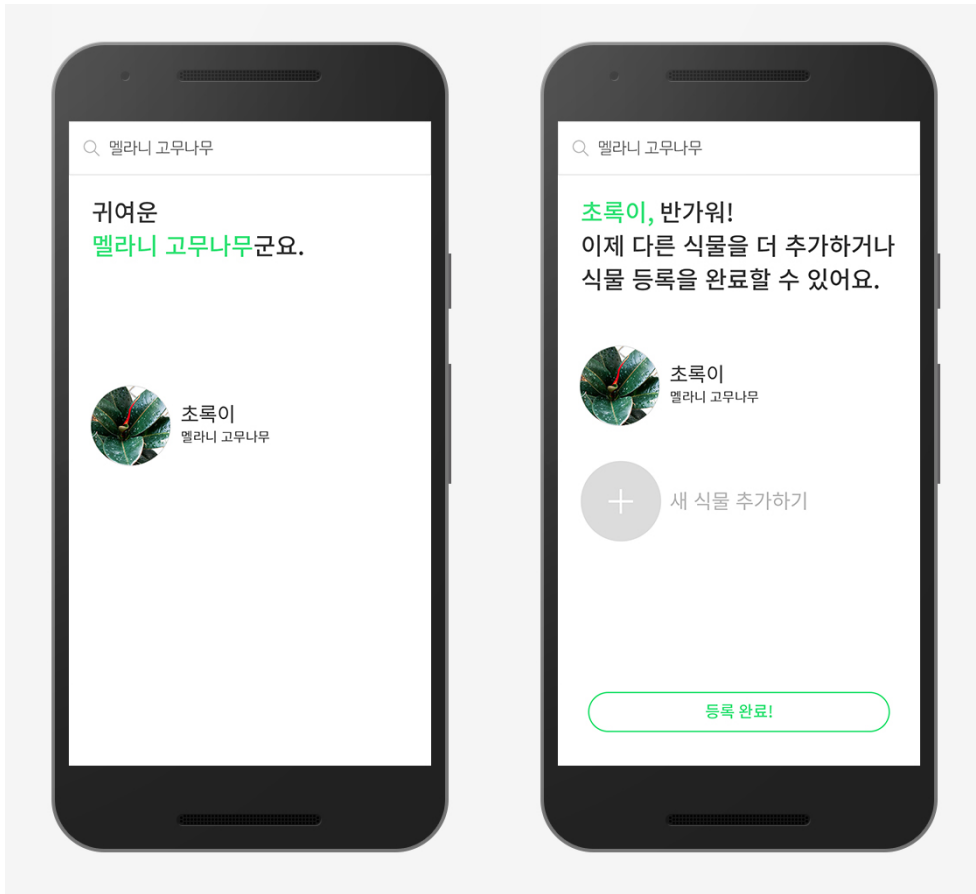 멜라니 고무나무
귀여운
멜라니 고무나무군요.
초록이
멜라니 고무나무
멜라니 고무나무
초록이, 반가워!
이제 다른 식물을 더 추가하거나
식물 등록을 완료할 수 있어요.
초록이
멜라니 고무나무
새 식물 추가하기
등록 완료!